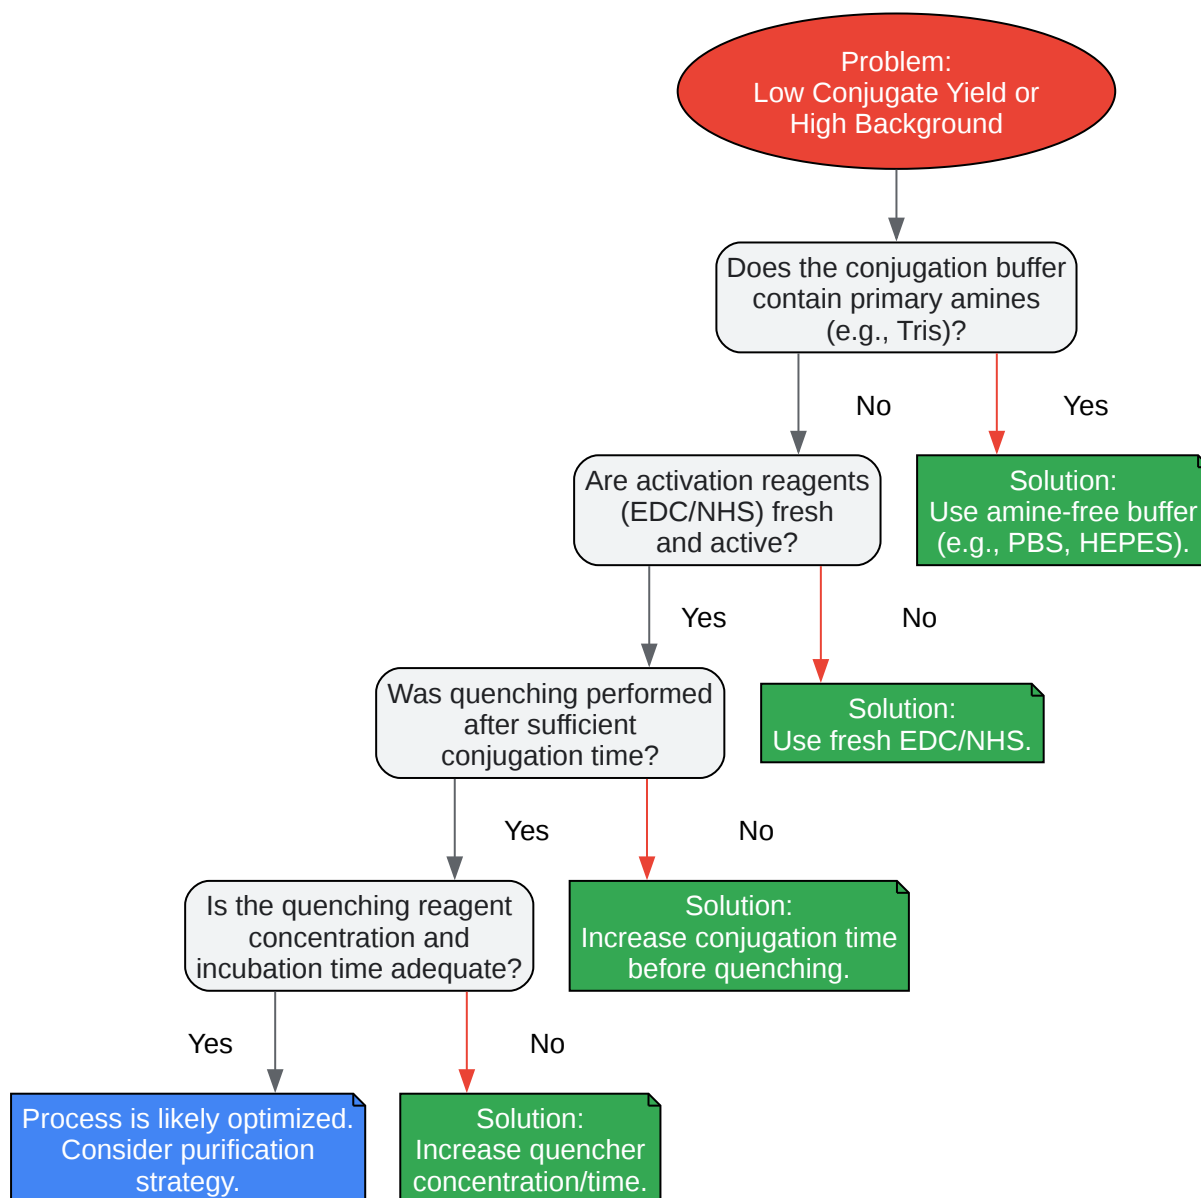 Problem:
Low Conjugate Yield or
High Background
Does the conjugation buffer
contain primary amines
(e.g., Tris)?
No
Yes
Are activation reagents
(EDC/NHS) fresh
and active?
Solution:
Use amine-free buffer
(e.g., PBS, HEPES).
Yes
No
Was quenching performed
after sufficient
conjugation time?
Solution:
Use fresh EDC/NHS.
Yes
No
Is the quenching reagent
concentration and
incubation time adequate?
Solution:
Increase conjugation time
before quenching.
Yes
No
Process is likely optimized.
Consider purification
strategy.
Solution:
Increase quencher
concentration/time.